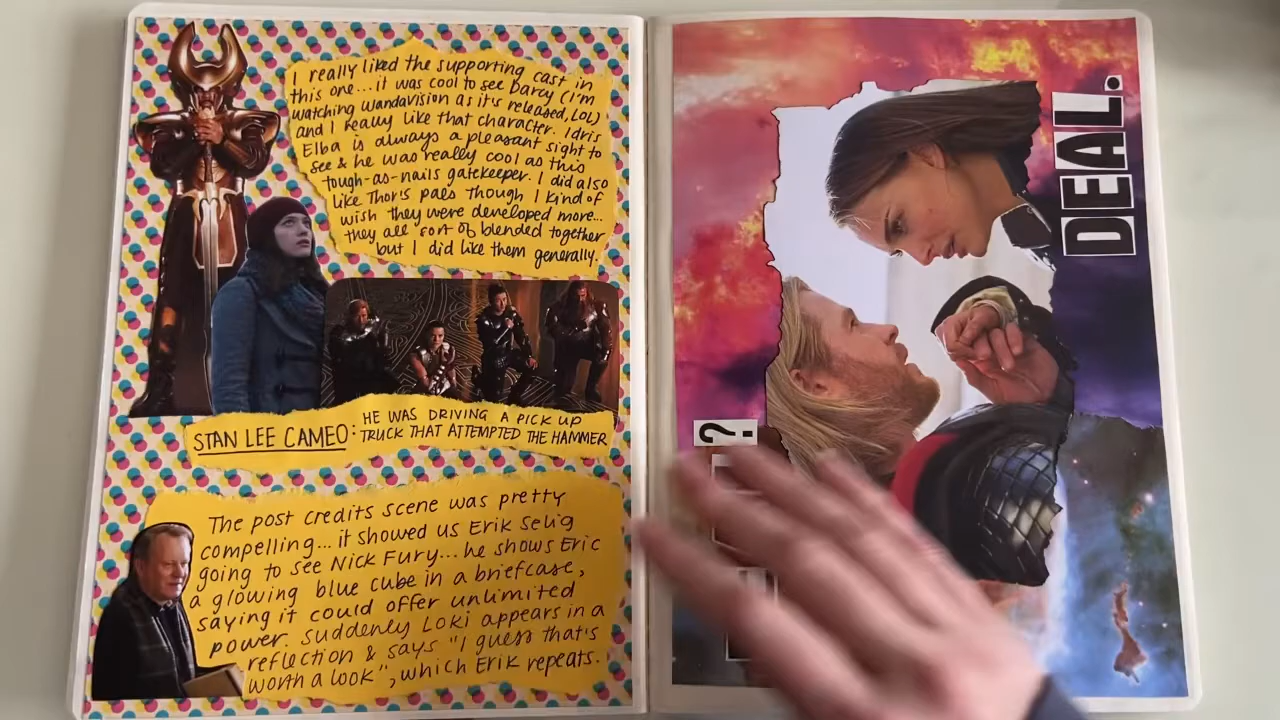 I really liked the supporting cast in
this one...it was cool to see Darcy (I'm
watching wandavision as it's released, LOL)
and I really like that character. Idris
Elba is always a pleasant sight to
see & he was really cool as this
tough-as-nails gatekeeper. I did also
like Thor's pals though I kind of
wish they were developed more...
they all sort of blended together
but I did like them generally.
STAN LEE CAMEO: HE WAS DRIVING A PICK UP
TRUCK THAT ATTEMPTED THE HAMMER
The post credits scene was pretty
compelling... it showed us Erik Selig
going to see Nick Fury... he shows Eric
a glowing blue cube in a briefcase,
saying it could offer unlimited
power. Suddenly Loki appears in a
reflection & says "I guess that's
worth a look", which Erik repeats.
DEAL.
?